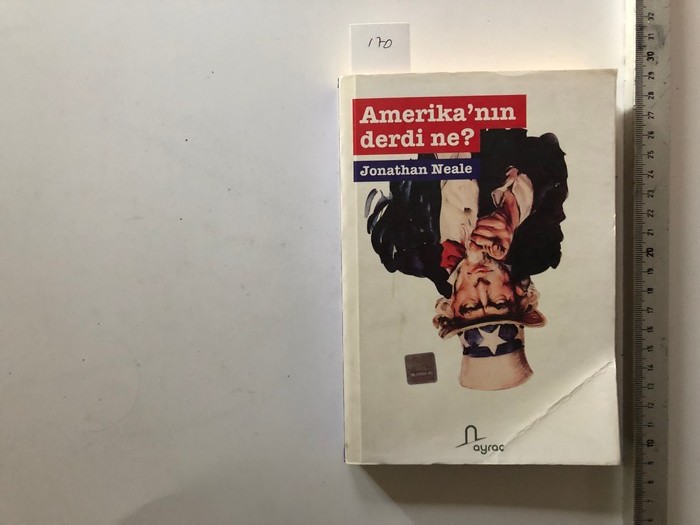 170
Amerika'nın
derdi ne?
Jonathan Neale
ayraç